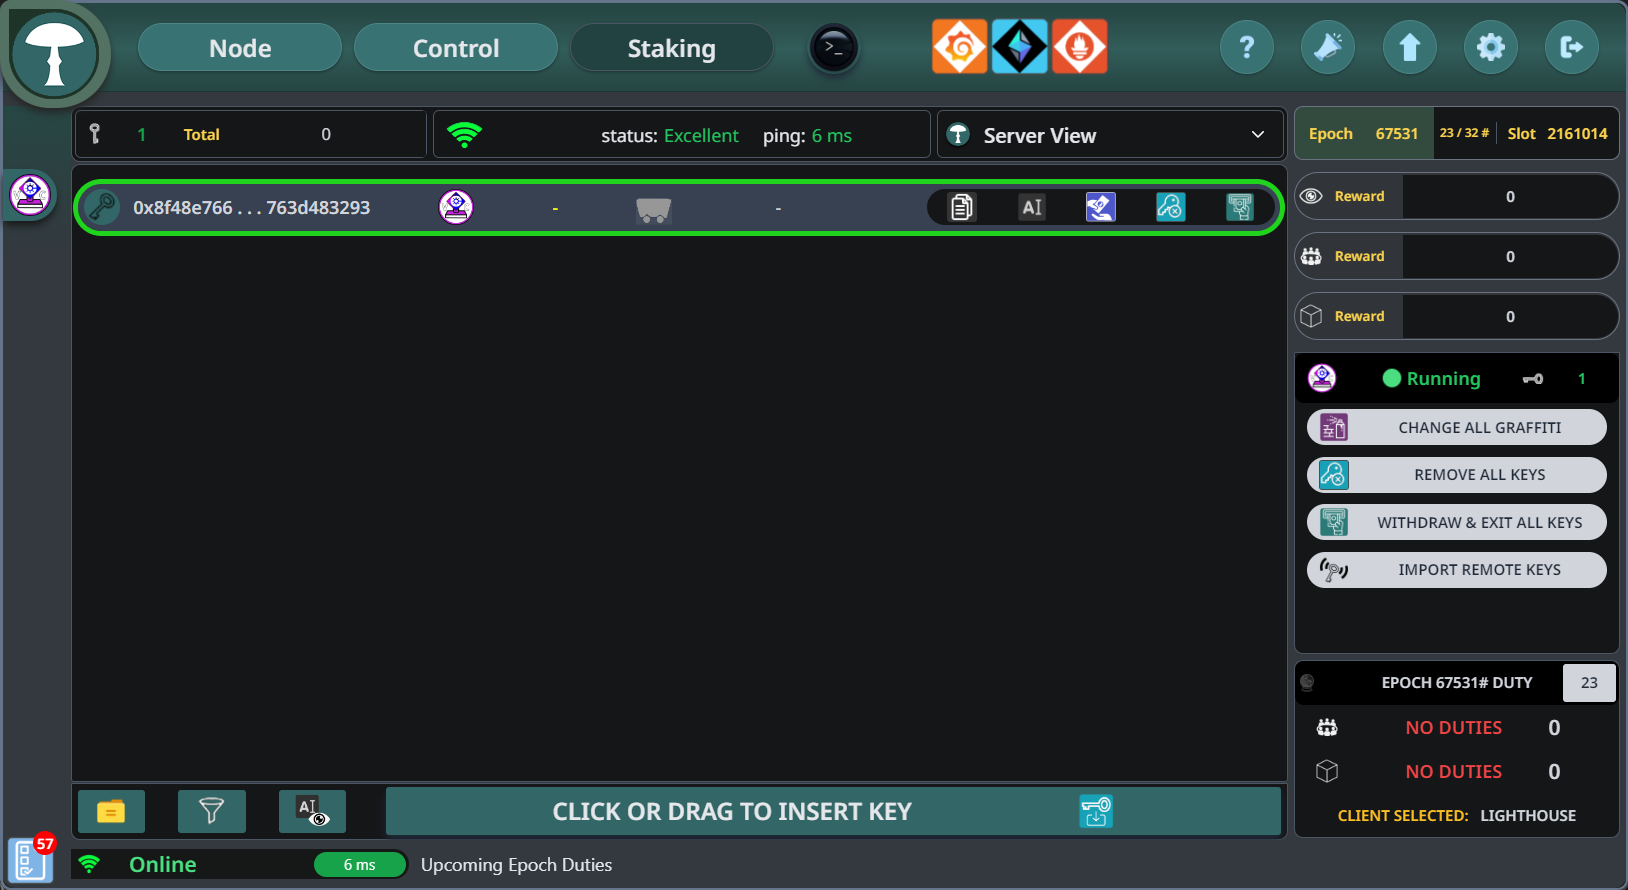 Node Control Staking >_ ?
1 Total 0 status: Excellent ping: 6 ms Server View Epoch 67531 23 / 32 # Slot 2161014
0x8f48e766 . . . 763d483293 - - AI
Reward 0
Reward 0
Reward 0
Running 1
CHANGE ALL GRAFFITI
REMOVE ALL KEYS
WITHDRAW & EXIT ALL KEYS
IMPORT REMOTE KEYS
EPOCH 67531# DUTY 23
NO DUTIES 0
NO DUTIES 0
CLIENT SELECTED: LIGHTHOUSE
AI CLICK OR DRAG TO INSERT KEY
57 Online 6 ms Upcoming Epoch Duties